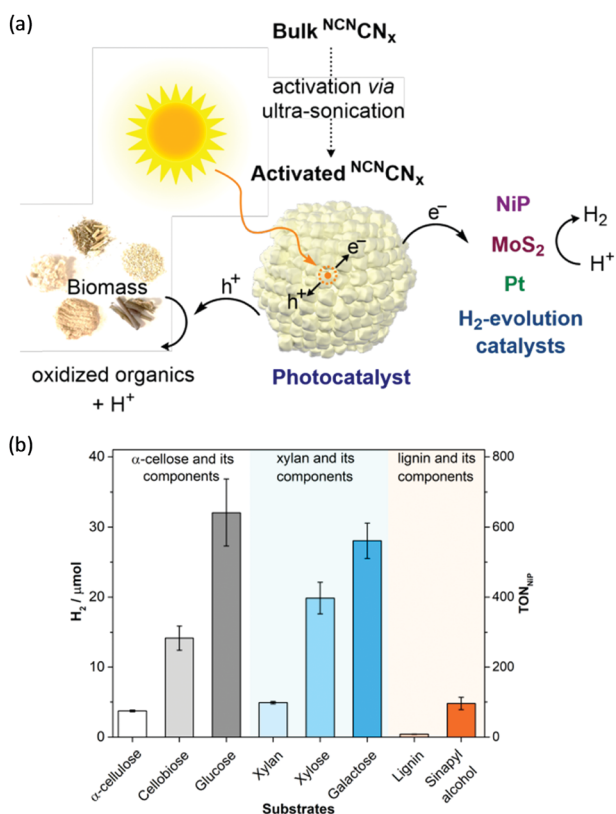 (a)
Bulk NCNCNx
activation via
ultra-sonication
Activated NCNCNx
e−
NiP
H2
MoS2
H+
Pt
H2-evolution
catalysts
e−
h+
h+
Biomass
oxidized organics
+ H+
Photocatalyst
(b)
α-cellose and its
components
xylan and its
components
lignin and its
components
H2 / μmol
40
30
20
10
0
TONNiP
800
600
400
200
0
α-cellulose
Cellobiose
Glucose
Xylan
Xylose
Galactose
Lignin
Sinapyl
alcohol
Substrates